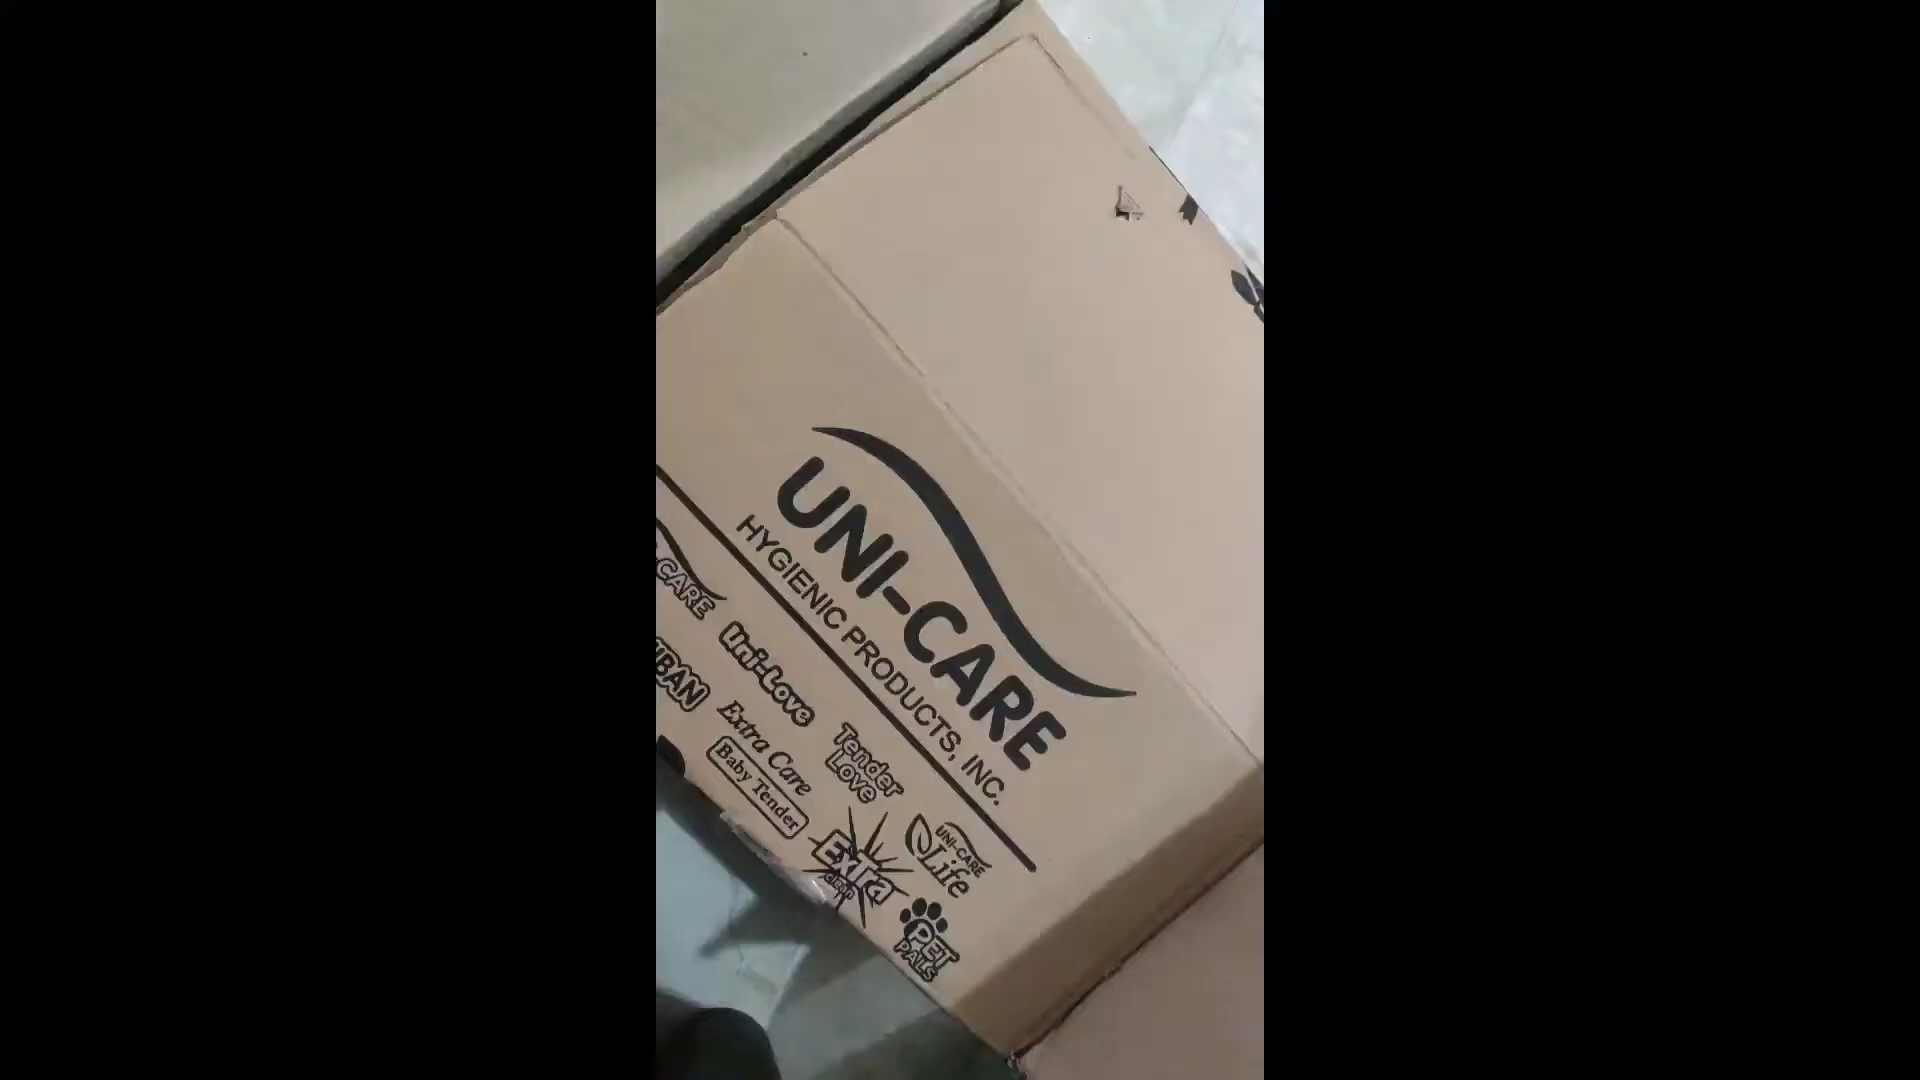 UNI-CARE
HYGIENIC PRODUCTS, INC.
CARE
Uni-Love
Tender
Love
UNI-CARE
Life
Extra Care
Baby Tender
Extra
clean
PET
PALS